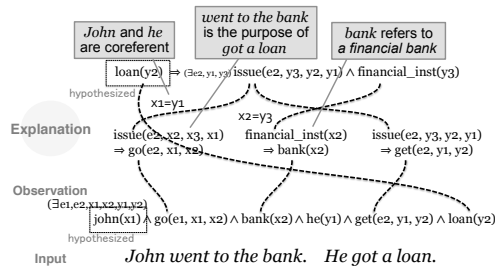 John and he
are coreferent
went to the bank
is the purpose of
got a loan
bank refers to
a financial bank
loan(y2) ⇒ (∃e2, y1, y3) issue(e2, y3, y2, y1) ∧ financial_inst(y3)
hypothesized
x1=y1
x2=y3
Explanation
issue(e2, x2, x3, x1)
⇒ go(e2, x1, x2)
financial_inst(x2)
⇒ bank(x2)
issue(e2, y3, y2, y1)
⇒ get(e2, y1, y2)
Observation
(∃e1,e2,x1,x2,y1,y2)
john(x1) ∧ go(e1, x1, x2) ∧ bank(x2) ∧ he(y1) ∧ get(e2, y1, y2) ∧ loan(y2)
hypothesized
Input
John went to the bank. He got a loan.